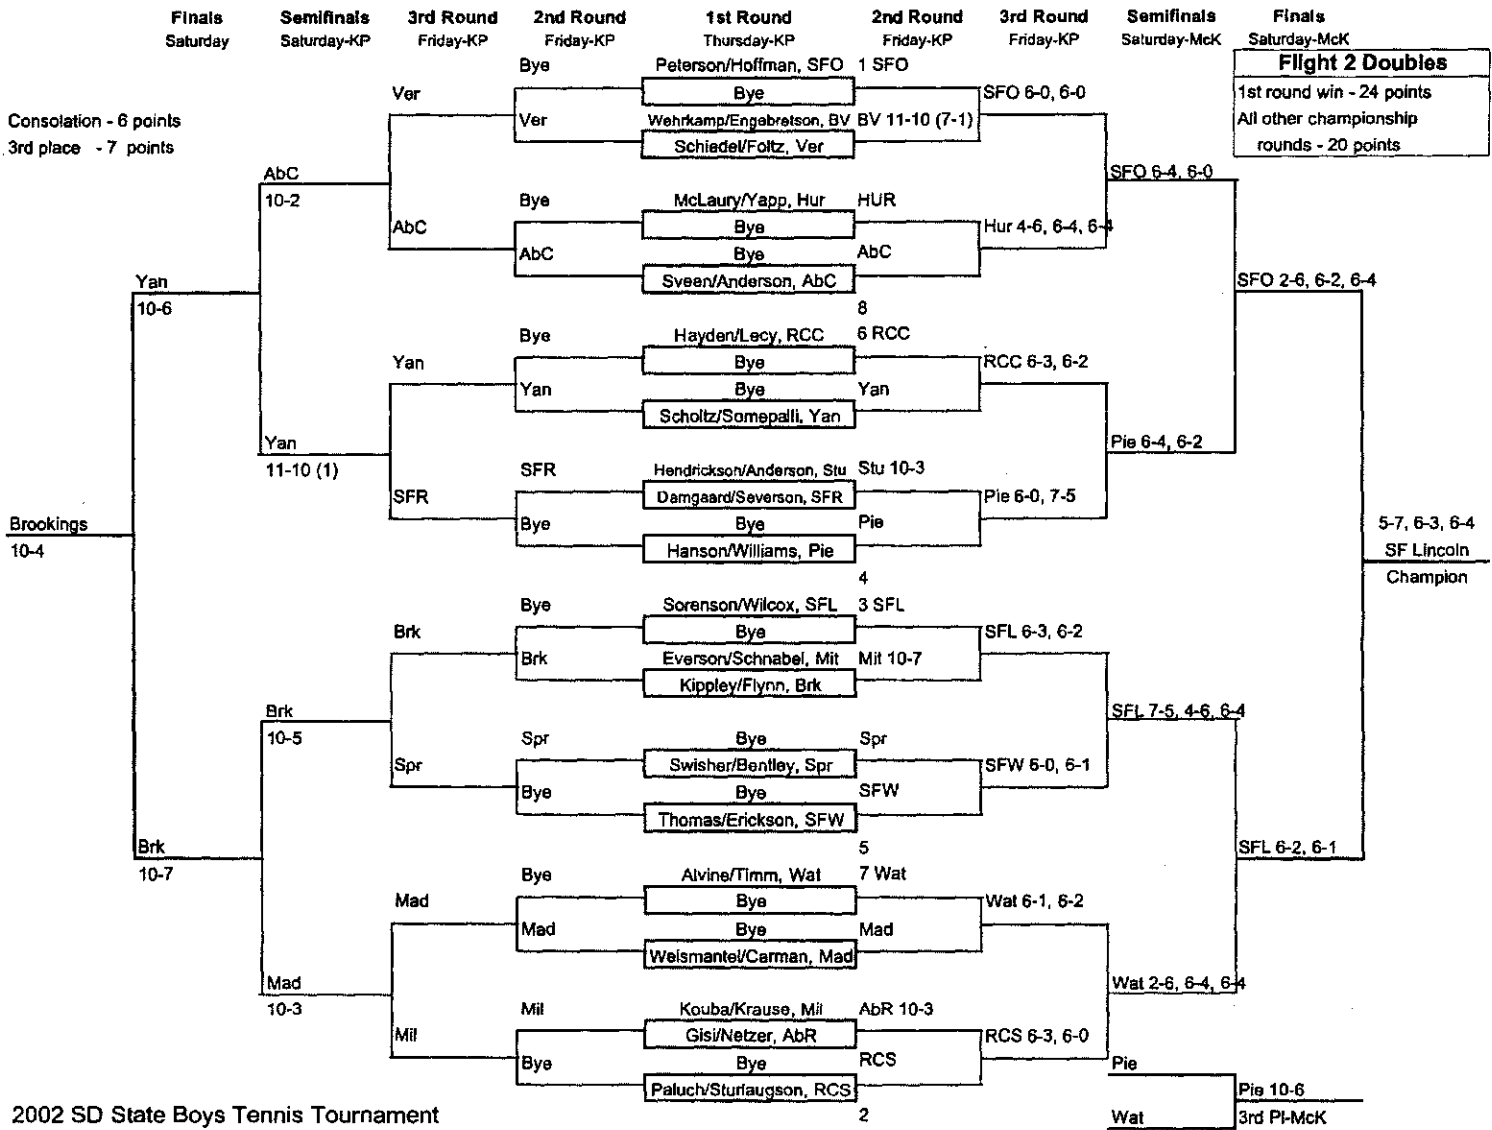 Finals Semifinals 3rd Round 2nd Round 1st Round 2nd Round 3rd Round Semifinals Finals
Saturday Saturday-KP Friday-KP Friday-KP Thursday-KP Friday-KP Friday-KP Saturday-McK Saturday-McK
Flight 2 Doubles
1st round win - 24 points
All other championship
rounds - 20 points
Consolation - 6 points
3rd place - 7 points
Bye Peterson/Hoffman, SFO 1 SFO
Ver Bye SFO 6-0, 6-0
Ver Wehrkamp/Engebretson, BV BV 11-10 (7-1)
Schiedel/Foltz, Ver
AbC SFO 6-4, 6-0
10-2
Bye McLaury/Yapp, Hur HUR
AbC Bye Hur 4-6, 6-4, 6-4
AbC Bye AbC
Sveen/Anderson, AbC
Yan SFO 2-6, 6-2, 6-4
10-6 8
Bye Hayden/Lecy, RCC 6 RCC
Yan Bye RCC 6-3, 6-2
Yan Bye Yan
Scholtz/Somepalli, Yan
Yan Pie 6-4, 6-2
11-10 (1)
SFR Hendrickson/Anderson, Stu Stu 10-3
SFR Damgaard/Severson, SFR Pie 6-0, 7-5
Bye Bye Pie
Hanson/Williams, Pie
Brookings 5-7, 6-3, 6-4
10-4 SF Lincoln
Champion
4
Bye Sorenson/Wilcox, SFL 3 SFL
Brk Bye SFL 6-3, 6-2
Brk Everson/Schnabel, Mit Mit 10-7
Kippley/Flynn, Brk
Brk SFL 7-5, 4-6, 6-4
10-5
Spr Bye Spr
Spr Swisher/Bentley, Spr SFW 6-0, 6-1
Bye Bye SFW
Thomas/Erickson, SFW
Brk 5 SFL 6-2, 6-1
10-7
Bye Alvine/Timm, Wat 7 Wat
Mad Bye Wat 6-1, 6-2
Mad Bye Mad
Weismantel/Carman, Mad
Mad Wat 2-6, 6-4, 6-4
10-3
Mil Kouba/Krause, Mil AbR 10-3
Mil Gisi/Netzer, AbR RCS 6-3, 6-0
Bye Bye RCS
Paluch/Sturlaugson, RCS
Pie
Pie 10-6
2002 SD State Boys Tennis Tournament 2 Wat 3rd Pl-McK